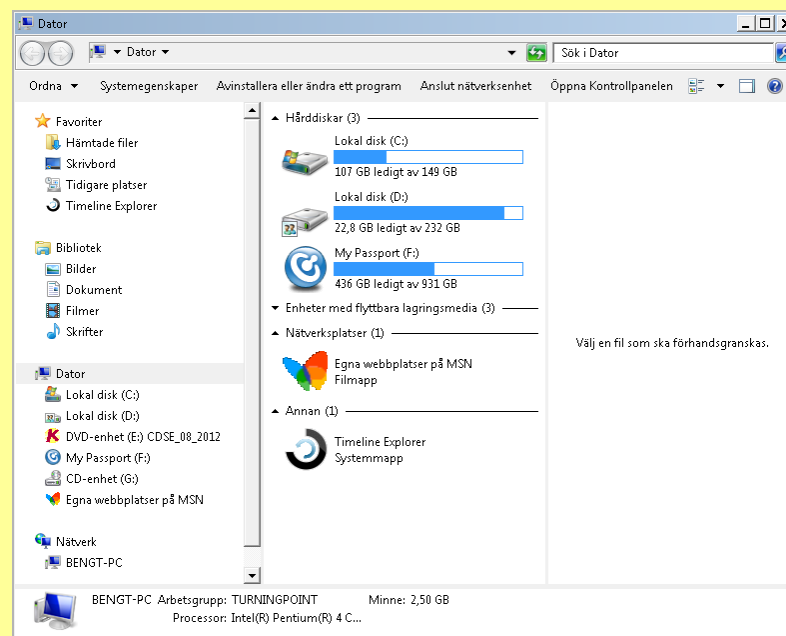 Dator
Dator
Sök i Dator
Ordna
Systemegenskaper
Avinstallera eller ändra ett program
Anslut nätverksenhet
Öppna Kontrollpanelen
Favoriter
Hämtade filer
Skrivbord
Tidigare platser
Timeline Explorer
Bibliotek
Bilder
Dokument
Filmer
Skrifter
Dator
Lokal disk (C:)
Lokal disk (D:)
DVD-enhet (E:) CDSE_08_2012
My Passport (F:)
CD-enhet (G:)
Egna webbplatser på MSN
Nätverk
BENGT-PC
Hårddiskar (3)
Lokal disk (C:)
107 GB ledigt av 149 GB
Lokal disk (D:)
22,8 GB ledigt av 232 GB
My Passport (F:)
436 GB ledigt av 931 GB
Enheter med flyttbara lagringsmedia (3)
Nätverksplatser (1)
Egna webbplatser på MSN
Filmapp
Annan (1)
Timeline Explorer
Systemmapp
Välj en fil som ska förhandsgranskas.
BENGT-PC Arbetsgrupp: TURNINGPOINT Minne: 2,50 GB
Processor: Intel(R) Pentium(R) 4 C...